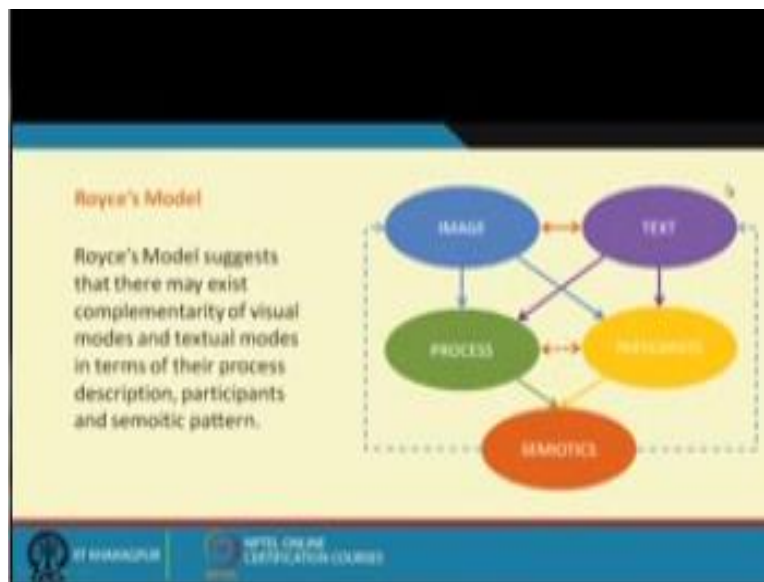 Royce's Model
Royce's Model suggests
that there may exist
complementarity of visual
modes and textual modes
in terms of their process
description, participants
and semoitic pattern.
IMAGE
TEXT
PROCESS
PARTICIPANTS
SEMIOTICS
IIT KHARAGPUR
NPTEL ONLINE
CERTIFICATION COURSES